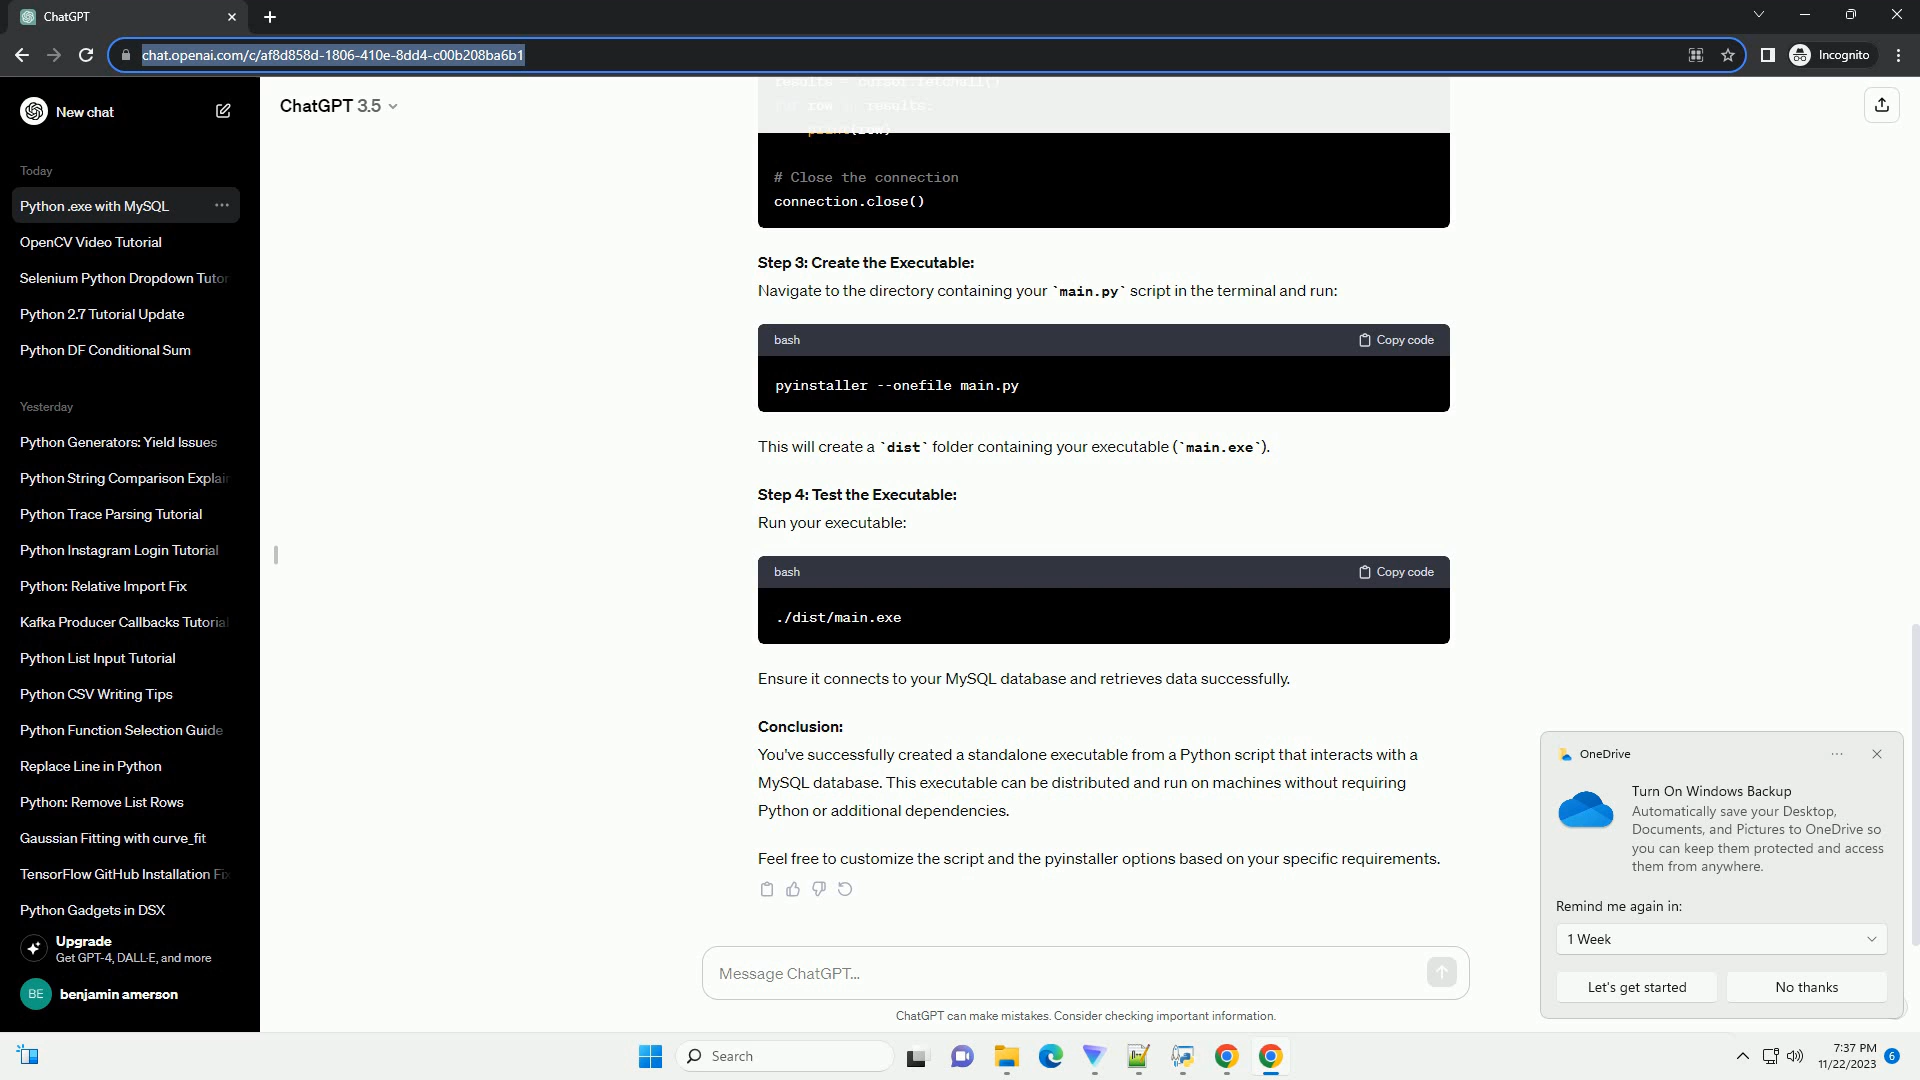 ChatGPT
chat.openai.com/c/af8d858d-1806-410e-8dd4-c00b208ba6b1
Incognito
New chat
Today
Python .exe with MySQL
OpenCV Video Tutorial
Selenium Python Dropdown Tutor
Python 2.7 Tutorial Update
Python DF Conditional Sum
Yesterday
Python Generators: Yield Issues
Python String Comparison Explai
Python Trace Parsing Tutorial
Python Instagram Login Tutorial
Python: Relative Import Fix
Kafka Producer Callbacks Tutorial
Python List Input Tutorial
Python CSV Writing Tips
Python Function Selection Guide
Replace Line in Python
Python: Remove List Rows
Gaussian Fitting with curve_fit
TensorFlow GitHub Installation Fix
Python Gadgets in DSX
Upgrade
Get GPT-4, DALL·E, and more
BE
benjamin amerson
ChatGPT 3.5
results = cursor.fetchall()
row in results:
print(row)
# Close the connection
connection.close()
Step 3: Create the Executable:
Navigate to the directory containing your `main.py` script in the terminal and run:
bash
Copy code
pyinstaller --onefile main.py
This will create a `dist` folder containing your executable (`main.exe`).
Step 4: Test the Executable:
Run your executable:
bash
Copy code
./dist/main.exe
Ensure it connects to your MySQL database and retrieves data successfully.
Conclusion:
You've successfully created a standalone executable from a Python script that interacts with a
MySQL database. This executable can be distributed and run on machines without requiring
Python or additional dependencies.
Feel free to customize the script and the pyinstaller options based on your specific requirements.
Message ChatGPT...
ChatGPT can make mistakes. Consider checking important information.
OneDrive
Turn On Windows Backup
Automatically save your Desktop,
Documents, and Pictures to OneDrive so
you can keep them protected and access
them from anywhere.
Remind me again in:
1 Week
Let's get started
No thanks
Search
7:37 PM
11/22/2023
6